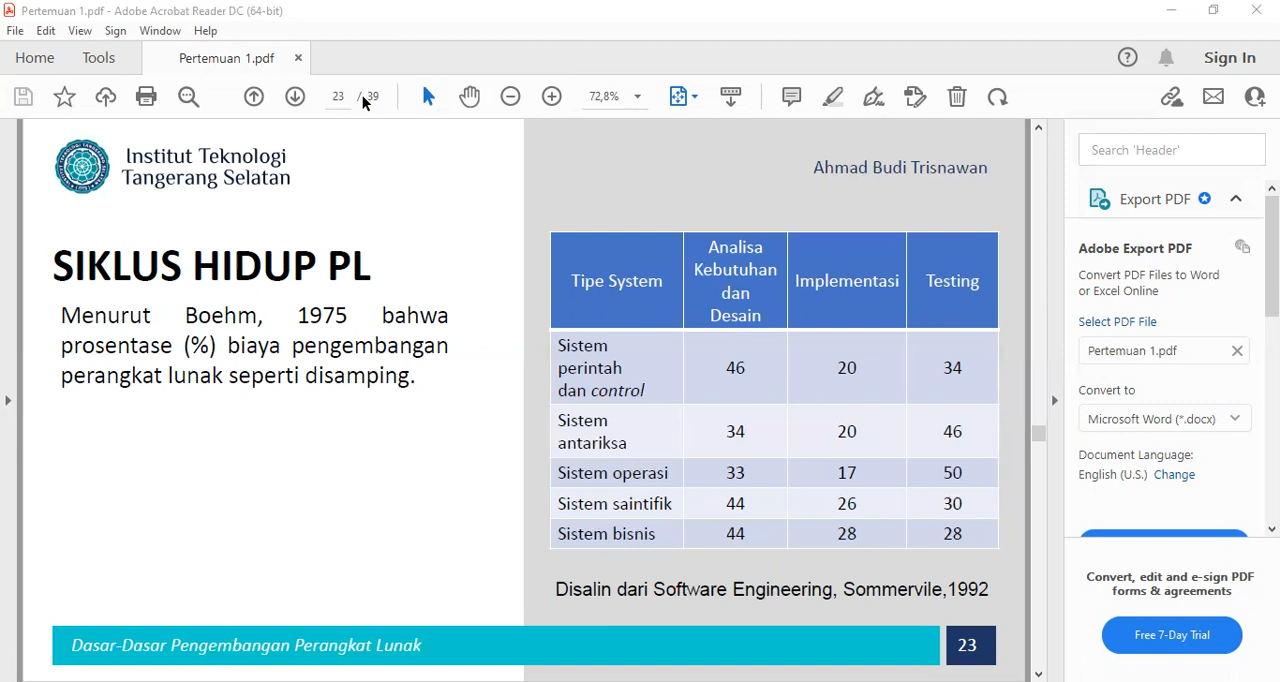 Pertemuan 1.pdf - Adobe Acrobat Reader DC (64-bit)
File Edit View Sign Window Help
Home Tools Pertemuan 1.pdf × Sign In
23 / 39 72,8%
Institut Teknologi
Tangerang Selatan
Ahmad Budi Trisnawan
SIKLUS HIDUP PL
Menurut Boehm, 1975 bahwa
prosentase (%) biaya pengembangan
perangkat lunak seperti disamping.
Tipe System
Analisa
Kebutuhan
dan
Desain
Implementasi
Testing
Sistem
perintah
dan control
46 20 34
Sistem
antariksa
34 20 46
Sistem operasi 33 17 50
Sistem saintifik 44 26 30
Sistem bisnis 44 28 28
Disalin dari Software Engineering, Sommervile,1992
Dasar-Dasar Pengembangan Perangkat Lunak 23
Search 'Header'
Export PDF
Adobe Export PDF
Convert PDF Files to Word
or Excel Online
Select PDF File
Pertemuan 1.pdf
Convert to
Microsoft Word (*.docx)
Document Language:
English (U.S.) Change
Convert, edit and e-sign PDF
forms & agreements
Free 7-Day Trial